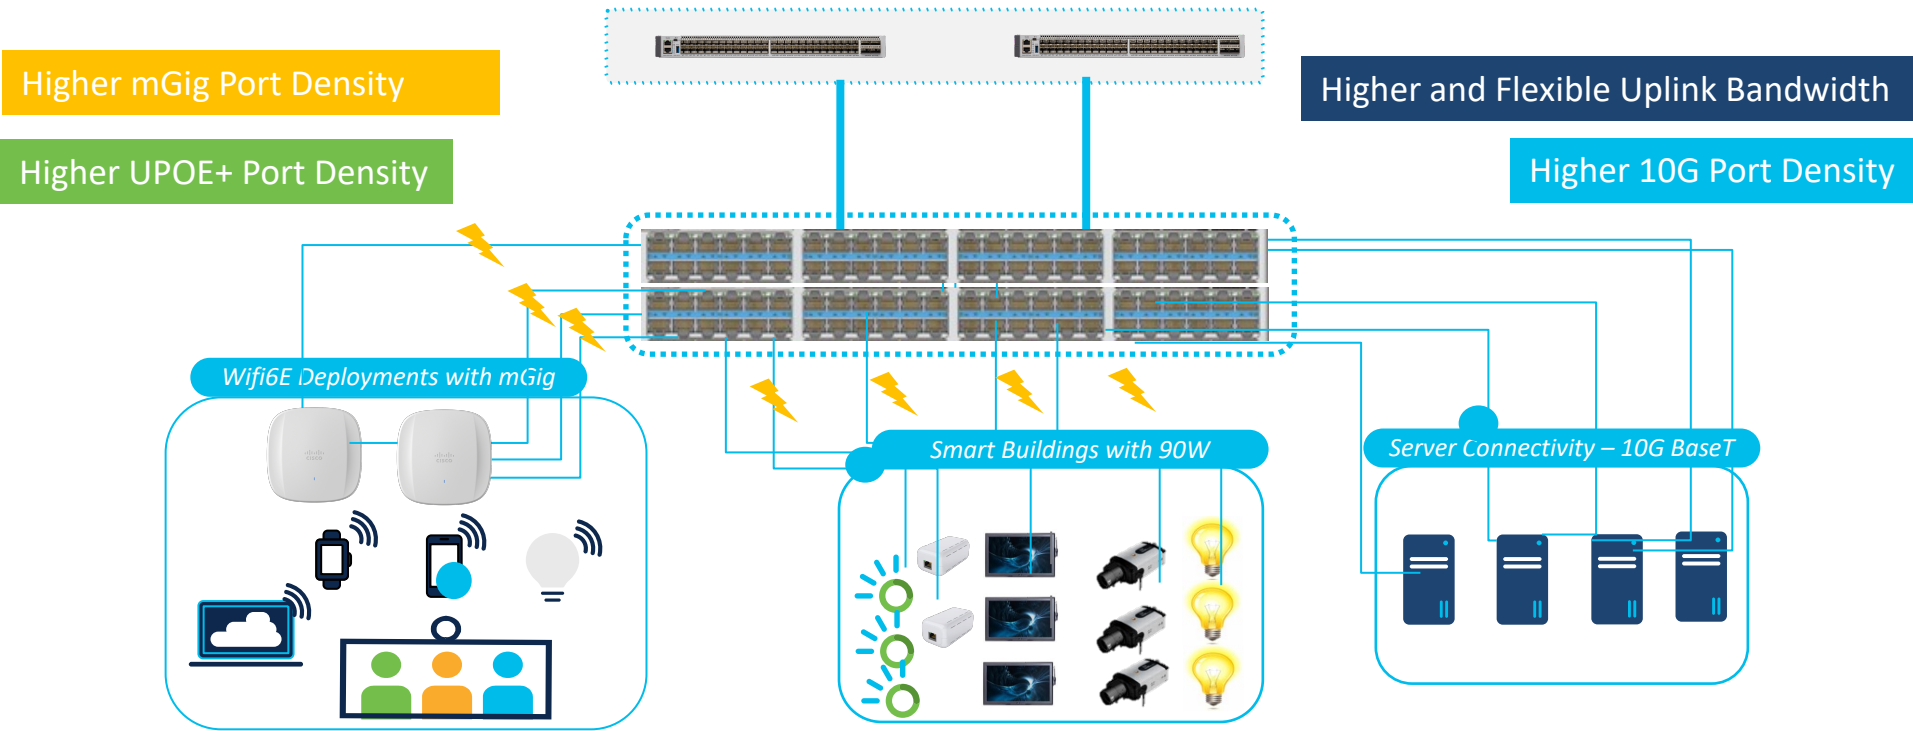 Higher mGig Port Density
Higher and Flexible Uplink Bandwidth
Higher UPOE+ Port Density
Higher 10G Port Density
Wifi6E Deployments with mGig
Smart Buildings with 90W
Server Connectivity – 10G BaseT